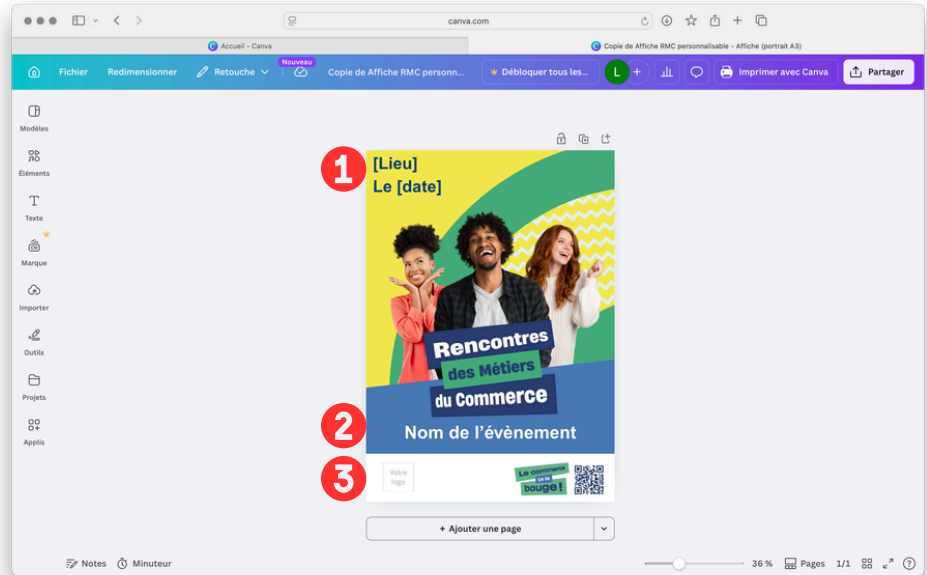 canva.com
Accueil - Canva
Copie de Affiche RMC personnalisable - Affiche (portrait A3)
Fichier
Redimensionner
Retouche
Nouveau
Copie de Affiche RMC personn...
Débloquer tous les...
L
Imprimer avec Canva
Partager
Modèles
Éléments
Texte
Marque
Importer
Outils
Projets
Applis
1
[Lieu]
Le [date]
Rencontres
des Métiers
du Commerce
2
Nom de l'évènement
3
Votre
logo
Le commerce
bouge !
+ Ajouter une page
Notes
Minuteur
36 %
Pages
1/1